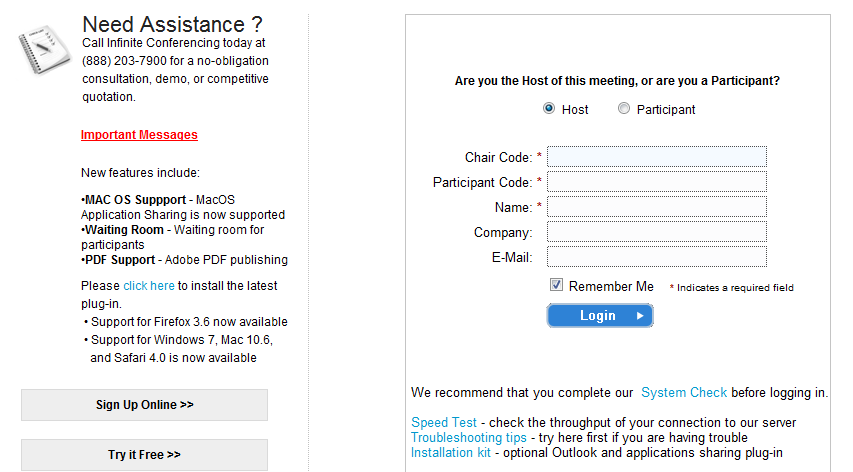 Need Assistance ?
Call Infinite Conferencing today at
(888) 203-7900 for a no-obligation
consultation, demo, or competitive
quotation.
Important Messages
New features include:
•MAC OS Suppport - MacOS
Application Sharing is now supported
•Waiting Room - Waiting room for
participants
•PDF Support - Adobe PDF publishing
Please click here to install the latest
plug-in.
• Support for Firefox 3.6 now available
• Support for Windows 7, Mac 10.6,
and Safari 4.0 is now available
Sign Up Online >>
Try it Free >>
Are you the Host of this meeting, or are you a Participant?
Host Participant
Chair Code: *
Participant Code: *
Name: *
Company:
E-Mail:
Remember Me * Indicates a required field
Login
We recommend that you complete our System Check before logging in.
Speed Test - check the throughput of your connection to our server
Troubleshooting tips - try here first if you are having trouble
Installation kit - optional Outlook and applications sharing plug-in